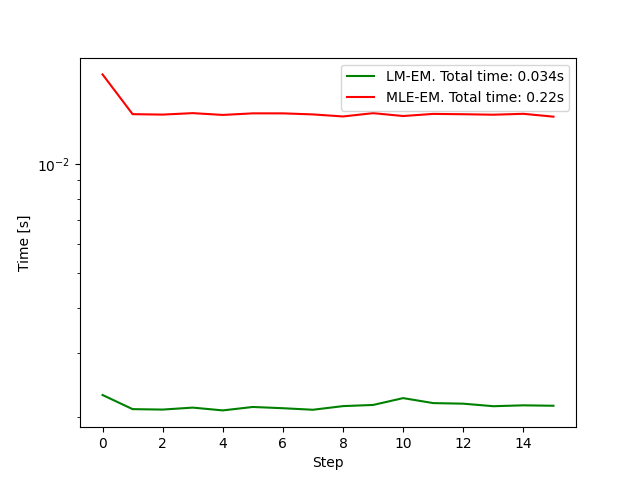 LM-EM. Total time: 0.034s
MLE-EM. Total time: 0.22s
10⁻²
Time [s]
0 2 4 6 8 10 12 14
Step